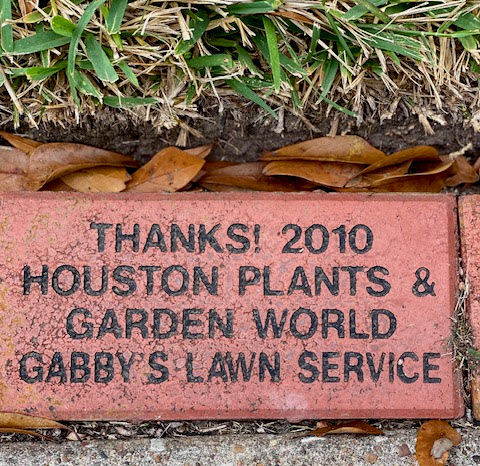 THANKS! 2010
HOUSTON PLANTS &
GARDEN WORLD
GABBY'S LAWN SERVICE